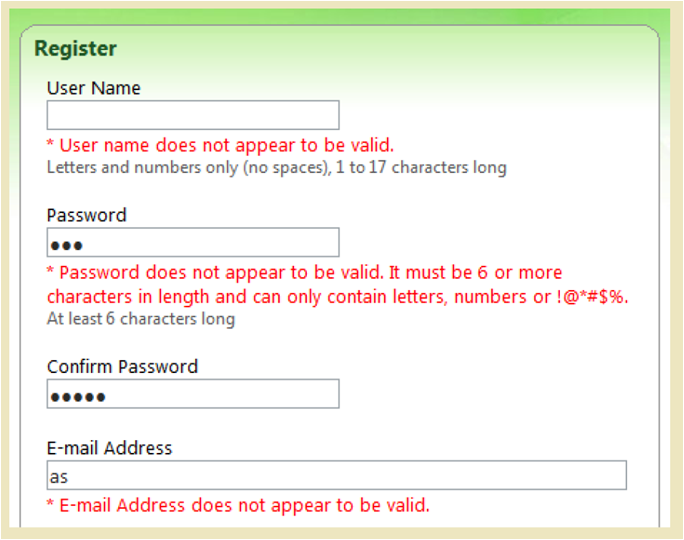 Register
User Name
* User name does not appear to be valid.
Letters and numbers only (no spaces), 1 to 17 characters long
Password
●●●
* Password does not appear to be valid. It must be 6 or more
characters in length and can only contain letters, numbers or !@*#$%.
At least 6 characters long
Confirm Password
●●●●●
E-mail Address
as
* E-mail Address does not appear to be valid.